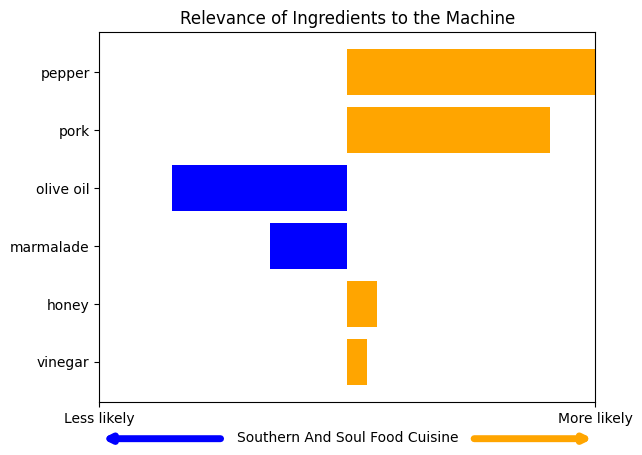 Relevance of Ingredients to the Machine
pepper
pork
olive oil
marmalade
honey
vinegar
Less likely
More likely
Southern And Soul Food Cuisine